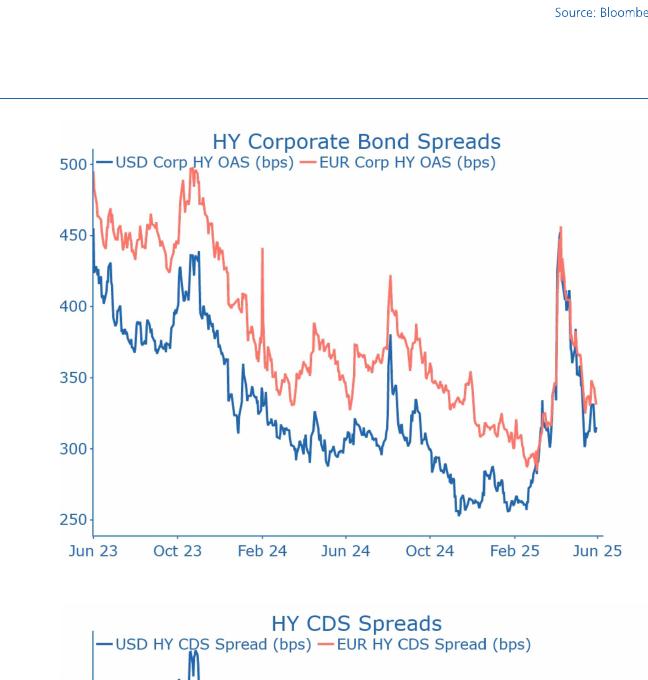 Source: Bloombe
HY Corporate Bond Spreads
USD Corp HY OAS (bps) EUR Corp HY OAS (bps)
500
450
400
350
300
250
Jun 23 Oct 23 Feb 24 Jun 24 Oct 24 Feb 25 Jun 25
HY CDS Spreads
USD HY CDS Spread (bps) EUR HY CDS Spread (bps)